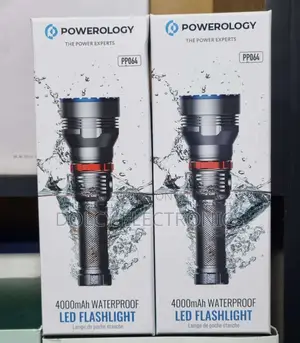 POWEROLOGY
THE POWER EXPERTS
PP064
4000mAh WATERPROOF
LED FLASHLIGHT
Lampe de poche étanche
POWEROLOGY
THE POWER EXPERTS
PP064
4000mAh WATERPROOF
LED FLASHLIGHT
Lampe de poche étanche